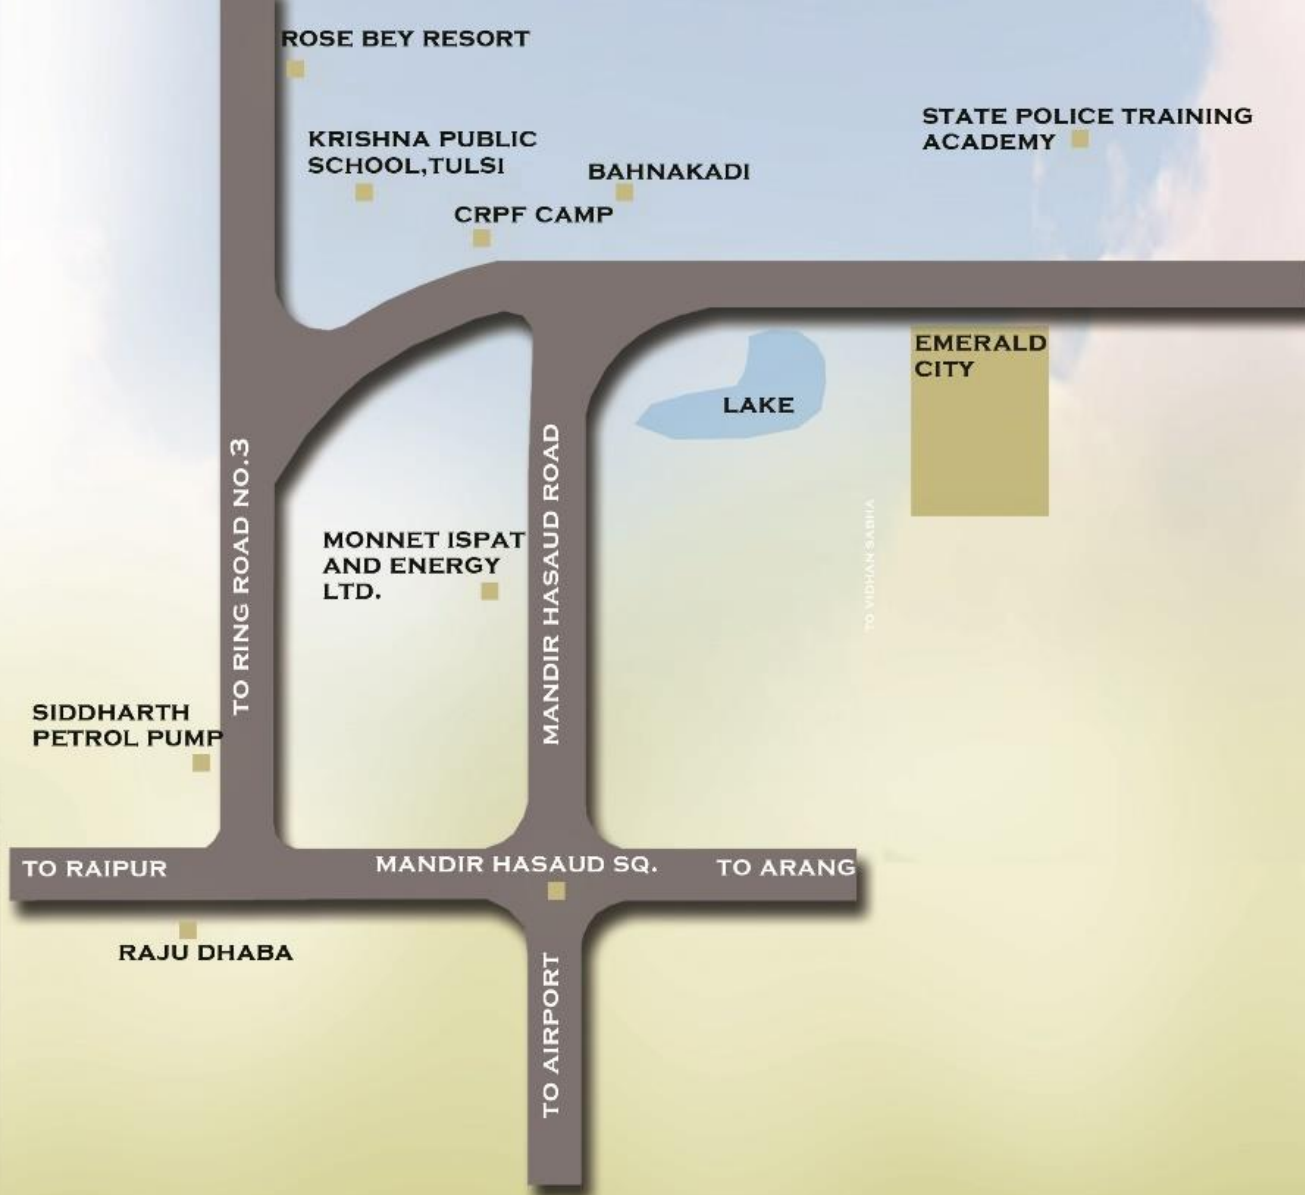 ROSE BEY RESORT
STATE POLICE TRAINING
ACADEMY
KRISHNA PUBLIC
SCHOOL,TULSI
BAHNAKADI
CRPF CAMP
EMERALD
CITY
LAKE
TO RING ROAD NO.3
MANDIR HASAUD ROAD
MONNET ISPAT
AND ENERGY
LTD.
TO VIDHAN SABHA
SIDDHARTH
PETROL PUMP
TO RAIPUR
MANDIR HASAUD SQ.
TO ARANG
RAJU DHABA
TO AIRPORT